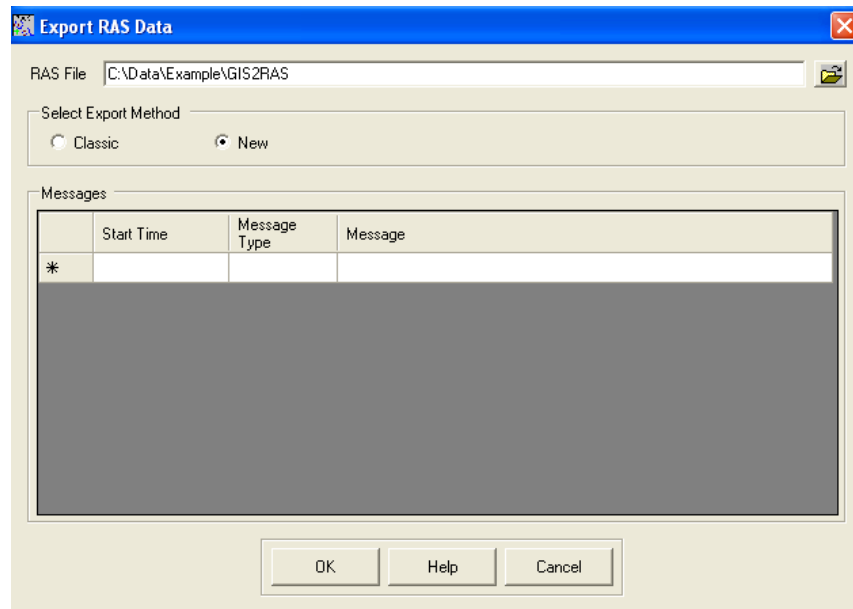 Export RAS Data
RAS File C:\Data\Example\GIS2RAS
Select Export Method
Classic New
Messages
Start Time Message Type Message
*
OK Help Cancel